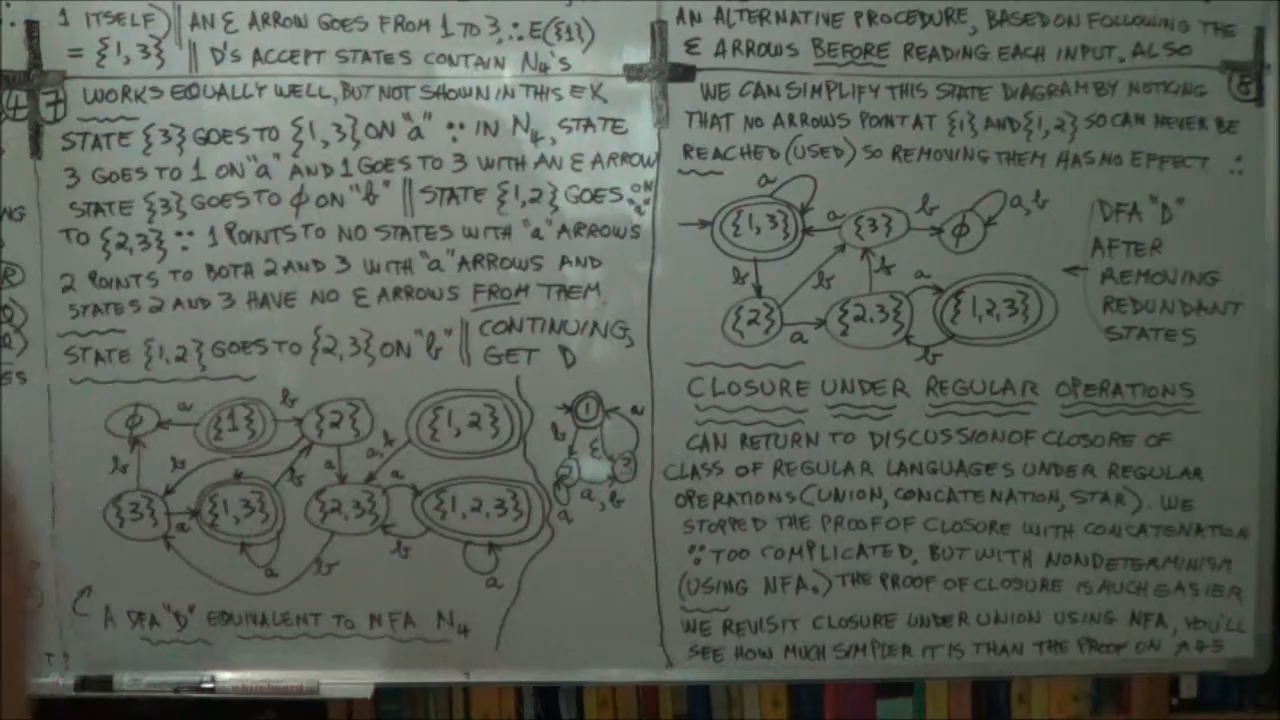 1 ITSELF) || AN Ɛ ARROW GOES FROM 1 TO 3, ∴ E({1})
= {1,3} || D'S ACCEPT STATES CONTAIN N4'S
47
7 WORKS EQUALLY WELL, BUT NOT SHOWN IN THIS EX
STATE {3} GOES TO {1,3} ON "a" ∵ IN N4, STATE
3 GOES TO 1 ON "a" AND 1 GOES TO 3 WITH AN Ɛ ARROW
STATE {3} GOES TO ϕ ON "b" || STATE {1,2} GOES ON "a"
TO {2,3} ∵ 1 POINTS TO NO STATES WITH "a" ARROWS
2 POINTS TO BOTH 2 AND 3 WITH "a" ARROWS AND
STATES 2 AND 3 HAVE NO Ɛ ARROWS FROM THEM
STATE {1,2} GOES TO {2,3} ON "b" || CONTINUING,
GET D
ϕ a {1} b {2} {1,2}
b b a a,b a
{3} a {1,3} b {2,3} b {1,2,3}
a b a
1 a
b Ɛ
2 3
a a,b
A DFA "D" EQUIVALENT TO NFA N4
AN ALTERNATIVE PROCEDURE, BASED ON FOLLOWING THE
Ɛ ARROWS BEFORE READING EACH INPUT, ALSO
8
WE CAN SIMPLIFY THIS STATE DIAGRAM BY NOTICING
THAT NO ARROWS POINT AT {1} AND {1,2} SO CAN NEVER BE
REACHED (USED) SO REMOVING THEM HAS NO EFFECT ∴
a
{1,3} a {3} b ϕ a,b
b b b a
{2} a {2,3} b {1,2,3}
DFA "D"
AFTER
REMOVING
REDUNDANT
STATES
CLOSURE UNDER REGULAR OPERATIONS
CAN RETURN TO DISCUSSION OF CLOSURE OF
CLASS OF REGULAR LANGUAGES UNDER REGULAR
OPERATIONS (UNION, CONCATENATION, STAR). WE
STOPPED THE PROOF OF CLOSURE WITH CONCATENATION
∵ TOO COMPLICATED, BUT WITH NONDETERMINISM
(USING NFA.) THE PROOF OF CLOSURE IS MUCH EASIER
WE REVISIT CLOSURE UNDER UNION USING NFA, YOU'LL
SEE HOW MUCH SIMPLER IT IS THAN THE PROOF ON